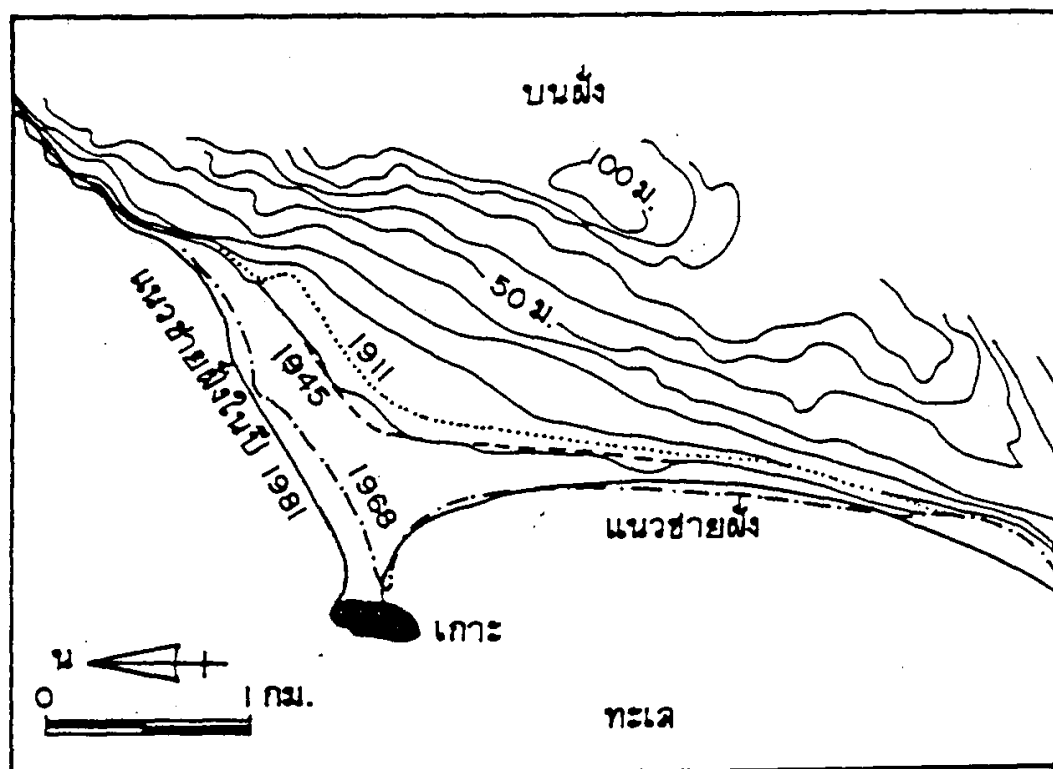 บนฝั่ง
100 ม.
50 ม.
1911
1945
แนวชายฝั่งในปี 1981
1968
แนวชายฝั่ง
เกาะ
น
0 1 กม.
ทะเล